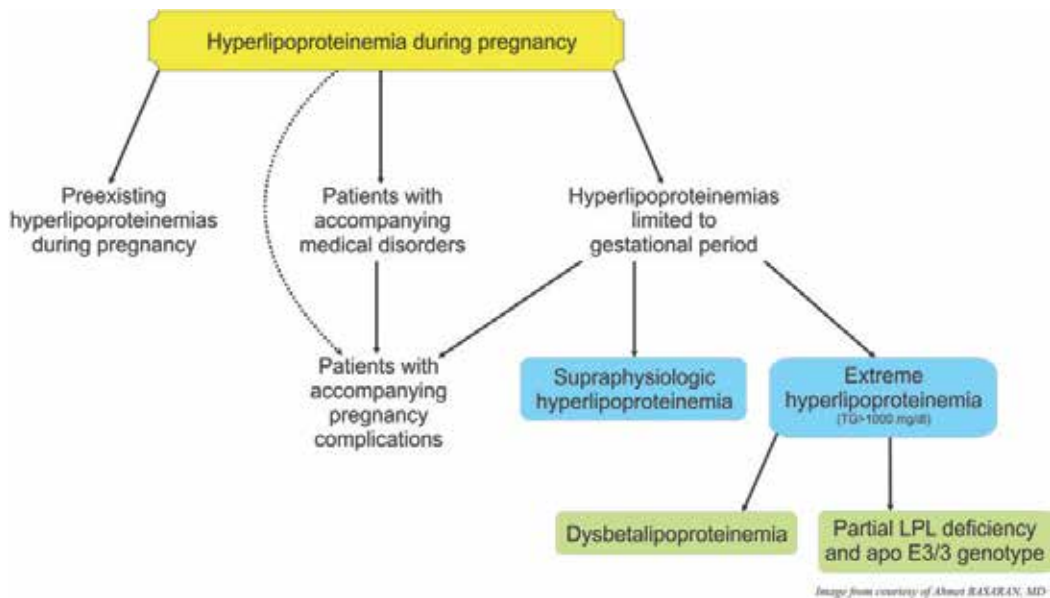 Hyperlipoproteinemia during pregnancy
Preexisting
hyperlipoproteinemias
during pregnancy
Patients with
accompanying
medical disorders
Hyperlipoproteinemias
limited to
gestational period
Patients with
accompanying
pregnancy
complications
Supraphysiologic
hyperlipoproteinemia
Extreme
hyperlipoproteinemia
(TG>1000 mg/dl)
Dysbetalipoproteinemia
Partial LPL deficiency
and apo E3/3 genotype
Image from courtesy of Ahmet BASARAN, MD